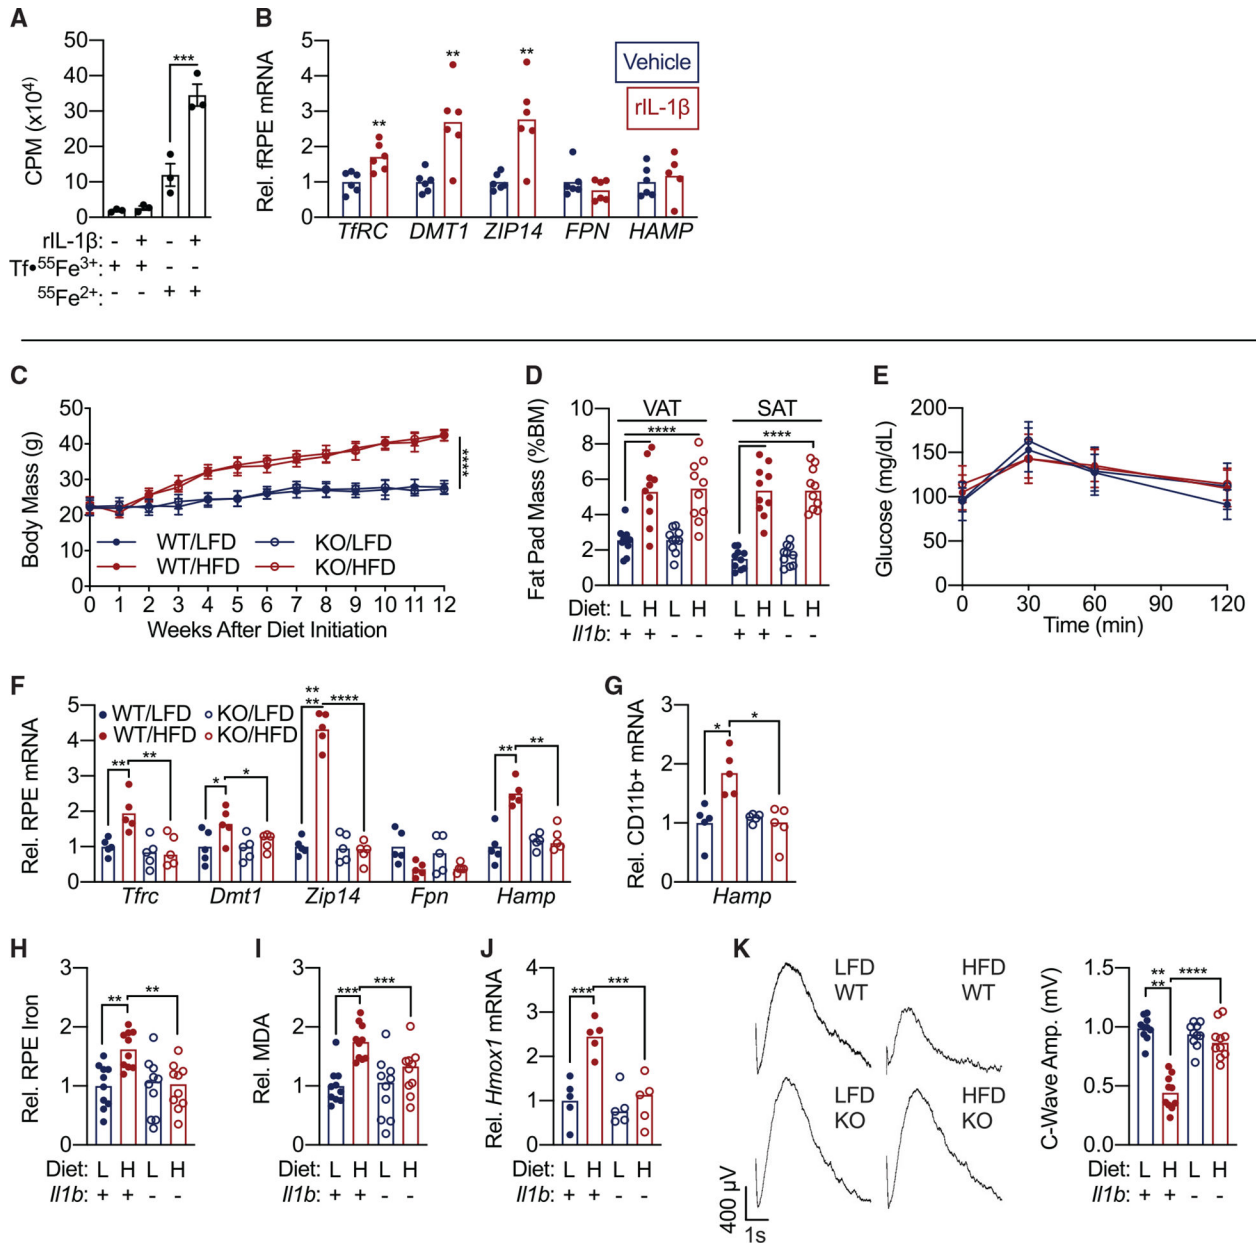 A
CPM (x10⁴)
50
40
30
20
10
0
***
rIL-1β: - + - +
Tf•⁵⁵Fe³⁺: + + - -
⁵⁵Fe²⁺: - - + +
B
Rel. fRPE mRNA
5
4
3
2
1
0
** ** **
Vehicle
rIL-1β
TfRC DMT1 ZIP14 FPN HAMP
C
Body Mass (g)
50
40
30
20
10
0
****
WT/LFD KO/LFD
WT/HFD KO/HFD
0 1 2 3 4 5 6 7 8 9 10 11 12
Weeks After Diet Initiation
D
Fat Pad Mass (%BM)
10
8
6
4
2
0
VAT SAT
**** ****
Diet: L H L H L H L H
Il1b: + + - - + + - -
E
Glucose (mg/dL)
200
150
100
50
0
0 30 60 90 120
Time (min)
F
Rel. RPE mRNA
5
4
3
2
1
0
WT/LFD KO/LFD
WT/HFD KO/HFD
** ** * * ** ** **** ** **
Tfrc Dmt1 Zip14 Fpn Hamp
G
Rel. CD11b+ mRNA
3
2
1
0
* *
Hamp
H
Rel. RPE Iron
3
2
1
0
** **
Diet: L H L H
Il1b: + + - -
I
Rel. MDA
3
2
1
0
*** ***
Diet: L H L H
Il1b: + + - -
J
Rel. Hmox1 mRNA
4
3
2
1
0
*** ***
Diet: L H L H
Il1b: + + - -
K
LFD
WT
HFD
WT
LFD
KO
HFD
KO
400 µV
1s
C-Wave Amp. (mV)
1.5
1.0
0.5
0.0
** ** ****
Diet: L H L H
Il1b: + + - -